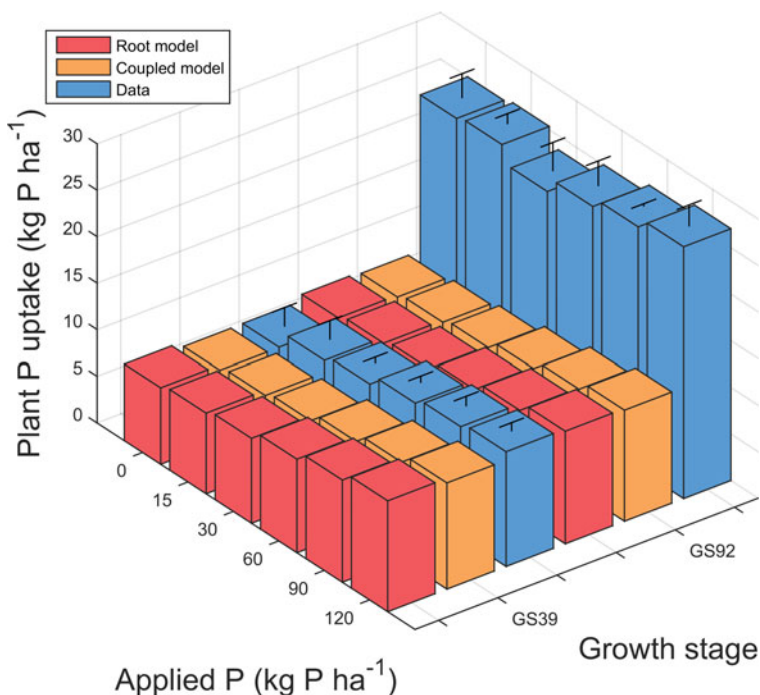 Root model
Coupled model
Data
Plant P uptake (kg P ha⁻¹)
30
25
20
15
10
5
0
0
15
30
60
90
120
Applied P (kg P ha⁻¹)
GS39
GS92
Growth stage